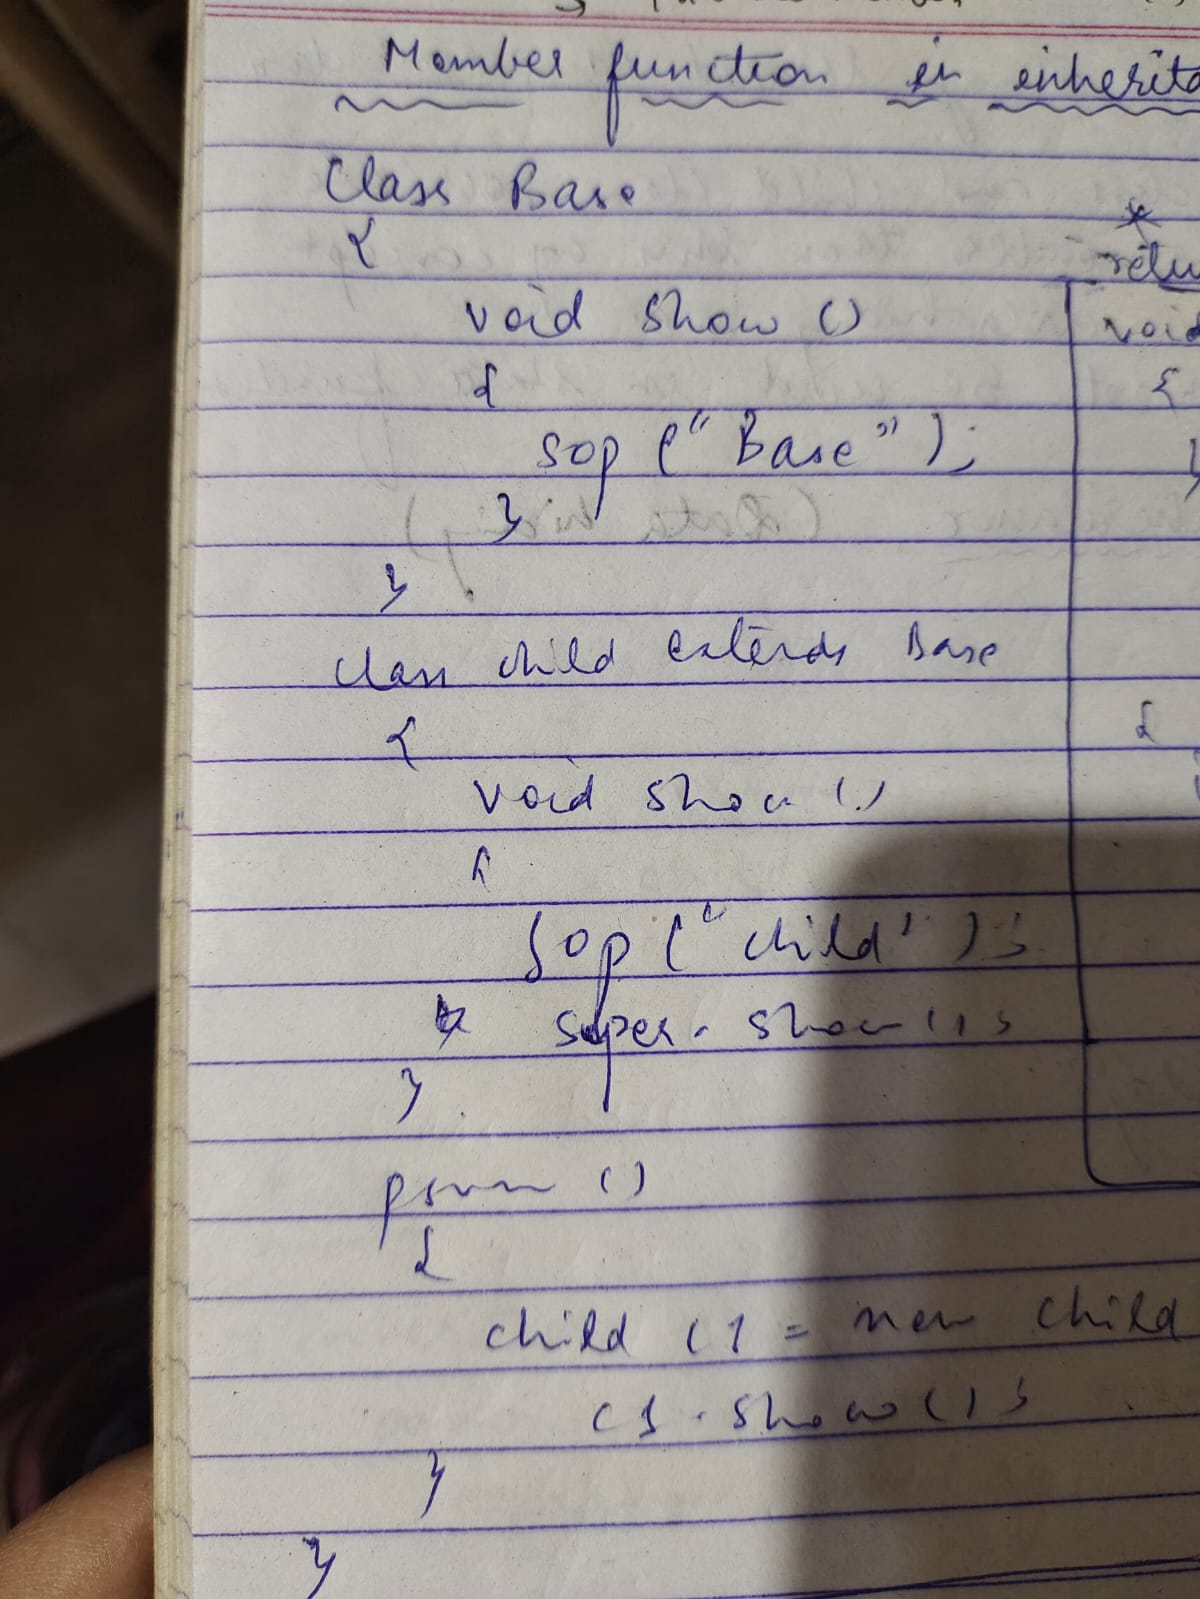 Member function in inherita
Class Base
{
void show ()
{
sop ("Base");
}
}
class child extends Base
{
void show ()
{
sop ("child");
* super. show ();
}
psvm ()
{
child c1 = new child
c1. show ();
}
}
*
retu
void
{
}
{